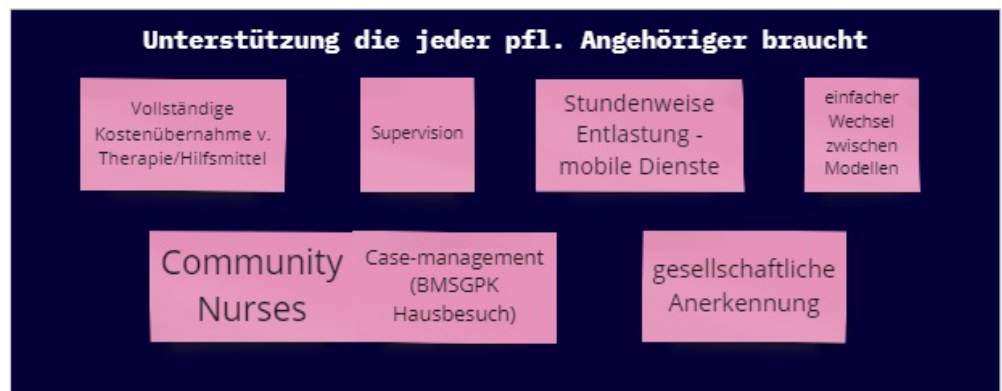 Unterstützung die jeder pfl. Angehöriger braucht
Vollständige
Kostenübernahme v.
Therapie/Hilfsmittel
Supervision
Stundenweise
Entlastung -
mobile Dienste
einfacher
Wechsel
zwischen
Modellen
Community
Nurses
Case-management
(BMSGPK
Hausbesuch)
gesellschaftliche
Anerkennung